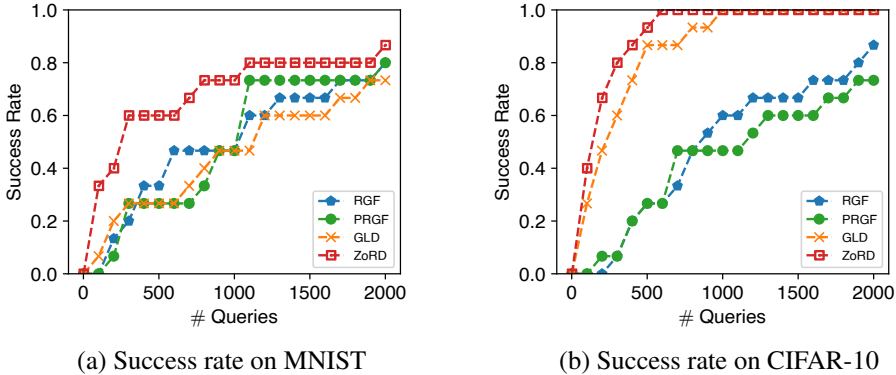 1.0
0.8
0.6
0.4
0.2
0.0
Success Rate
0 500 1000 1500 2000
# Queries
RGF
PRGF
GLD
ZoRD
(a) Success rate on MNIST
1.0
0.8
0.6
0.4
0.2
0.0
Success Rate
0 500 1000 1500 2000
# Queries
RGF
PRGF
GLD
ZoRD
(b) Success rate on CIFAR-10